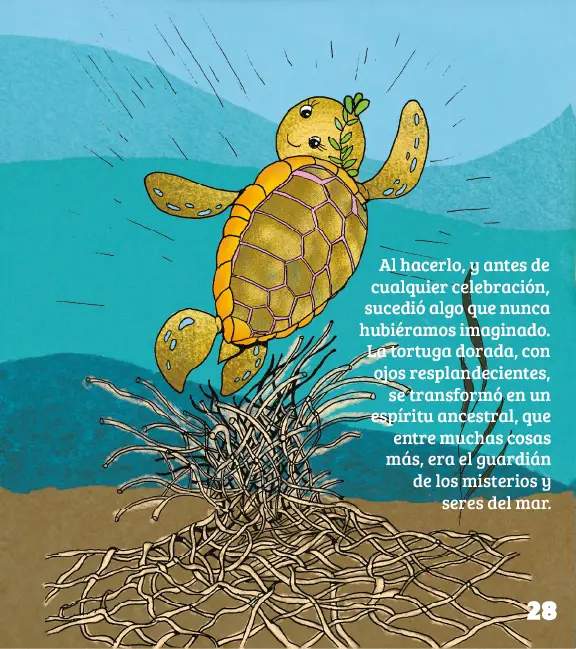 Al hacerlo, y antes de
cualquier celebración,
sucedió algo que nunca
hubiéramos imaginado.
La tortuga dorada, con
ojos resplandecientes,
se transformó en un
espíritu ancestral, que
entre muchas cosas
más, era el guardián
de los misterios y
seres del mar.
28